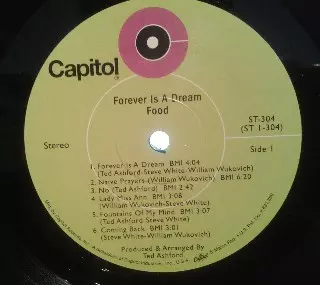 Capitol
Forever Is A Dream
Food
ST-304
(ST 1-304)
Stereo
Side 1
1. Forever Is A Dream BMI 4:04
(Ted Ashford-Steve White-William Wukovich)
2. Naive Prayers (William Wukovich) BMI 6:20
3. No (Ted Ashford) BMI 2:42
4. Lady Miss Ann BMI 3:08
(William Wukovich-Steve White)
5. Fountains Of My Mind BMI 3:07
(Ted Ashford-Steve White)
6. Coming Back BMI 3:01
(Steve White-William Wukovich)
Produced & Arranged By
Ted Ashford